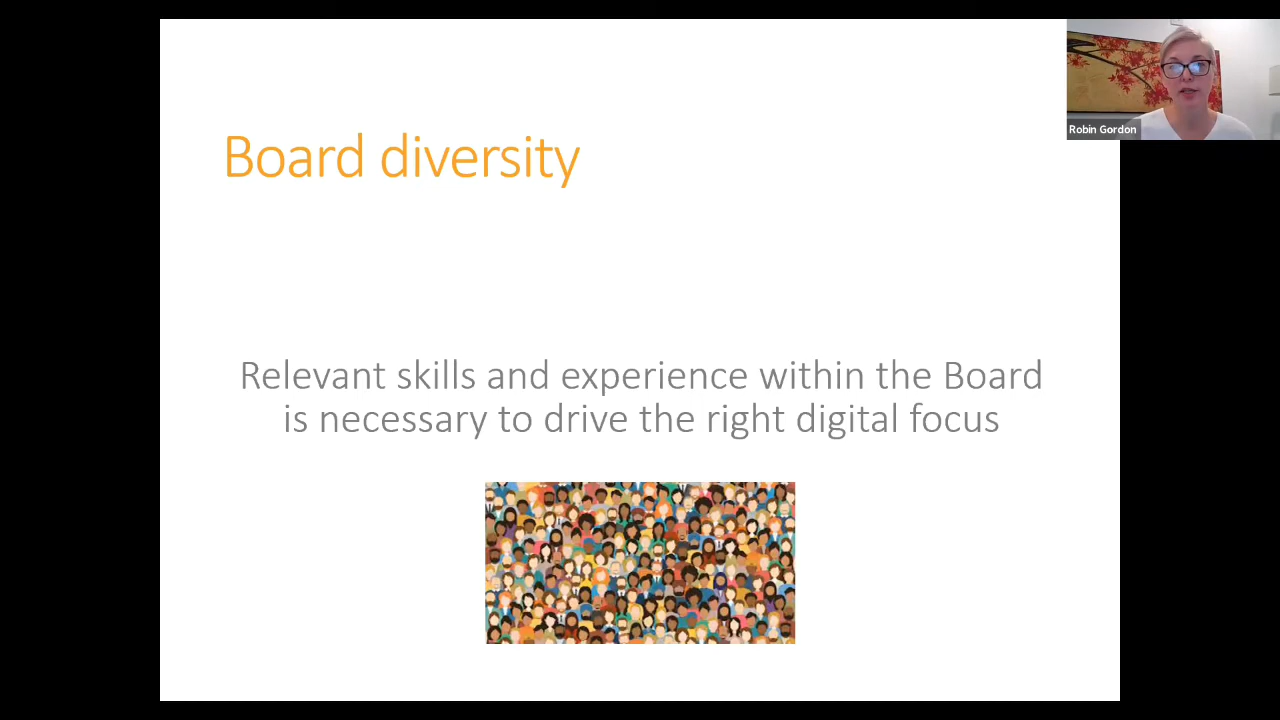 Board diversity
Robin Gordon
Relevant skills and experience within the Board
is necessary to drive the right digital focus